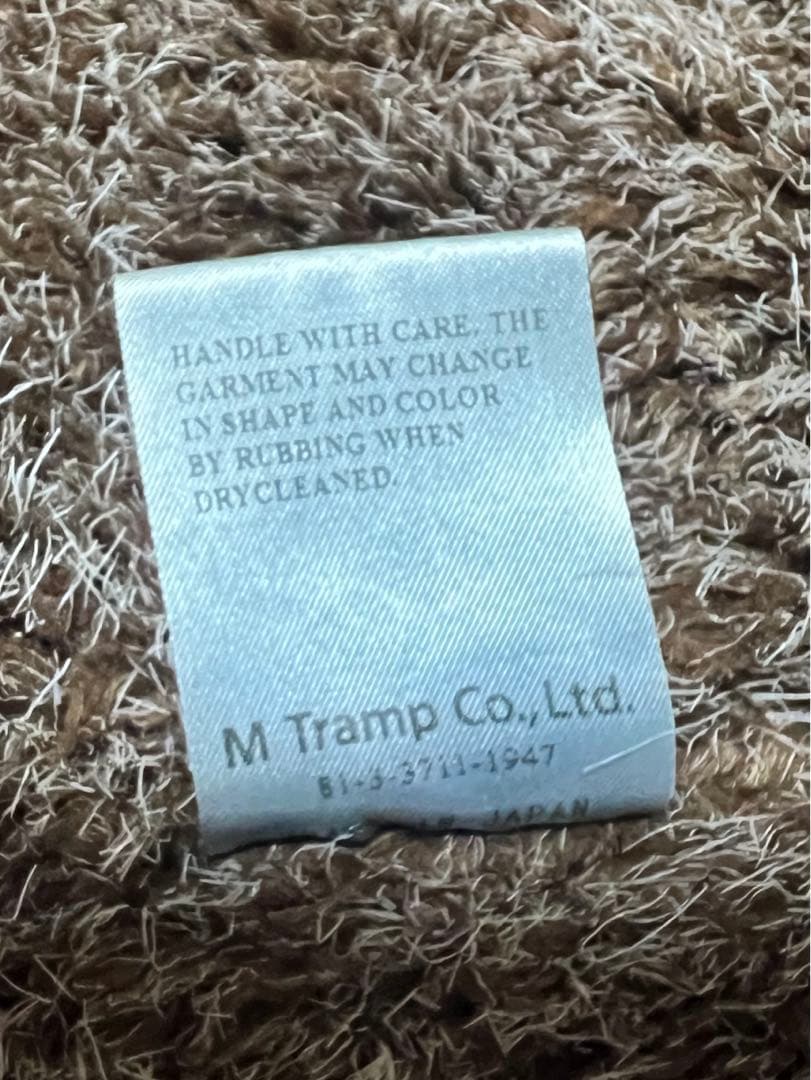 HANDLE WITH CARE. THE
GARMENT MAY CHANGE
IN SHAPE AND COLOR
BY RUBBING WHEN
DRYCLEANED.
M Tramp Co.,Ltd.
81-3-3711-1947
JAPAN